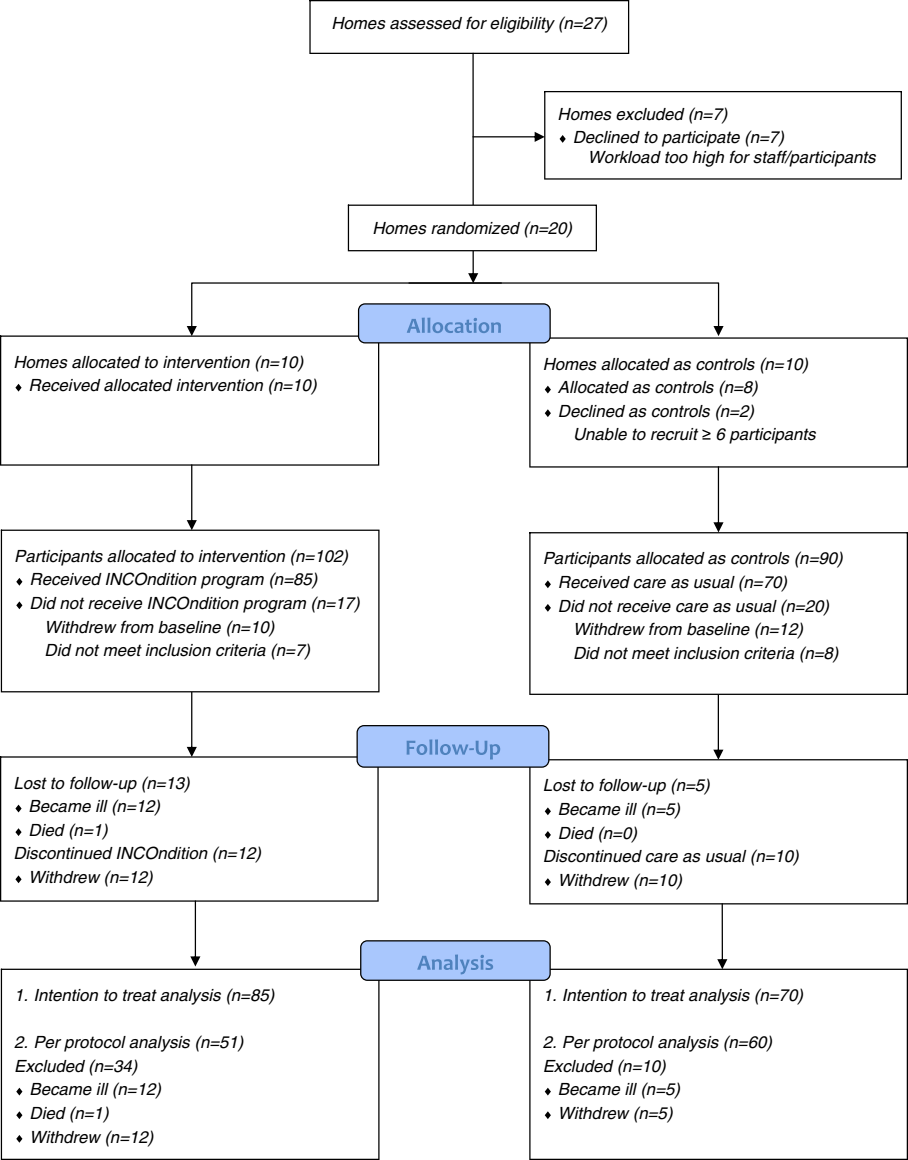 Homes assessed for eligibility (n=27)
Homes excluded (n=7)
♦ Declined to participate (n=7)
Workload too high for staff/participants
Homes randomized (n=20)
Allocation
Homes allocated to intervention (n=10)
♦ Received allocated intervention (n=10)
Homes allocated as controls (n=10)
♦ Allocated as controls (n=8)
♦ Declined as controls (n=2)
Unable to recruit ≥ 6 participants
Participants allocated to intervention (n=102)
♦ Received INCOndition program (n=85)
♦ Did not receive INCOndition program (n=17)
Withdrew from baseline (n=10)
Did not meet inclusion criteria (n=7)
Participants allocated as controls (n=90)
♦ Received care as usual (n=70)
♦ Did not receive care as usual (n=20)
Withdrew from baseline (n=12)
Did not meet inclusion criteria (n=8)
Follow-Up
Lost to follow-up (n=13)
♦ Became ill (n=12)
♦ Died (n=1)
Discontinued INCOndition (n=12)
♦ Withdrew (n=12)
Lost to follow-up (n=5)
♦ Became ill (n=5)
♦ Died (n=0)
Discontinued care as usual (n=10)
♦ Withdrew (n=10)
Analysis
1. Intention to treat analysis (n=85)
2. Per protocol analysis (n=51)
Excluded (n=34)
♦ Became ill (n=12)
♦ Died (n=1)
♦ Withdrew (n=12)
1. Intention to treat analysis (n=70)
2. Per protocol analysis (n=60)
Excluded (n=10)
♦ Became ill (n=5)
♦ Withdrew (n=5)